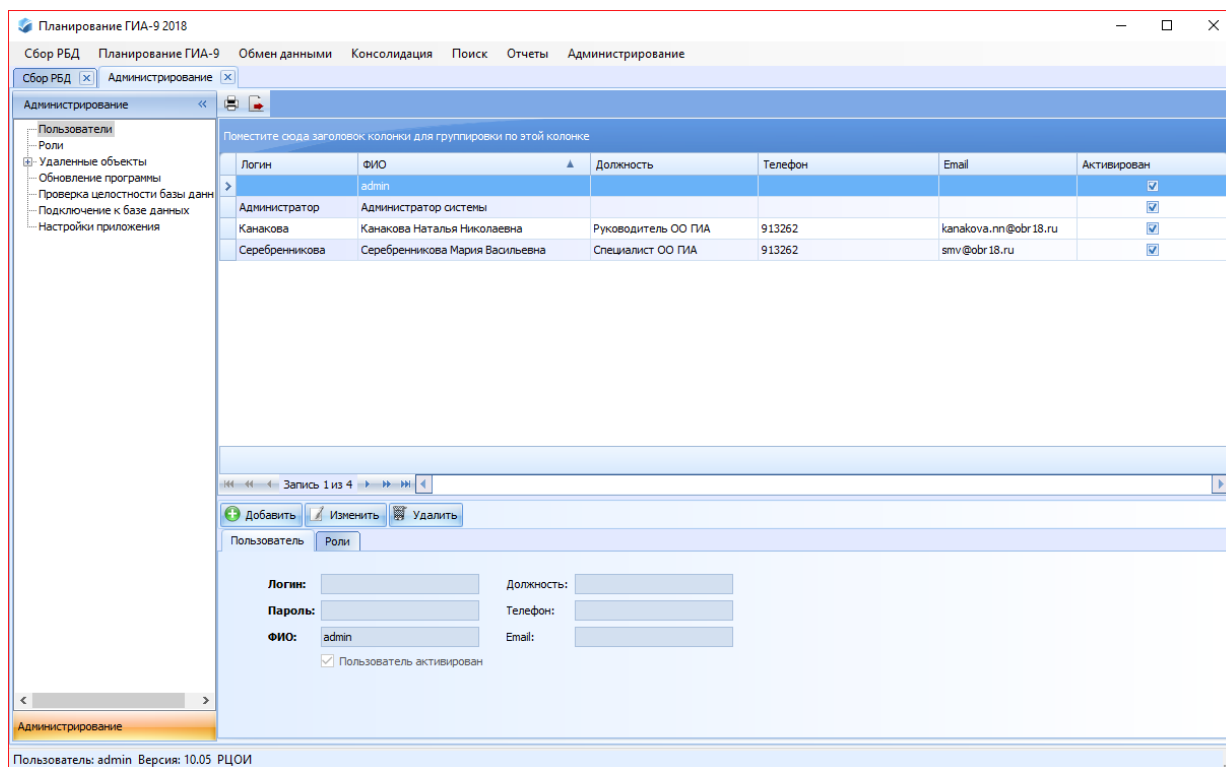 Планирование ГИА-9 2018
Сбор РБД Планирование ГИА-9 Обмен данными Консолидация Поиск Отчеты Администрирование
Сбор РБД Администрирование
Администрирование
Поместите сюда заголовок колонки для группировки по этой колонке
Пользователи
Роли
Удаленные объекты
Обновление программы
Проверка целостности базы данн
Подключение к базе данных
Настройки приложения
Логин ФИО Должность Телефон Email Активирован
admin
Администратор Администратор системы
Канакова Канакова Наталья Николаевна Руководитель ОО ГИА 913262 kanakova.nn@obr18.ru
Серебренникова Серебренникова Мария Васильевна Специалист ОО ГИА 913262 smv@obr18.ru
Запись 1 из 4
Добавить Изменить Удалить
Пользователь Роли
Логин: Должность:
Пароль: Телефон:
ФИО: admin Email:
Пользователь активирован
Администрирование
Пользователь: admin Версия: 10.05 РЦОИ